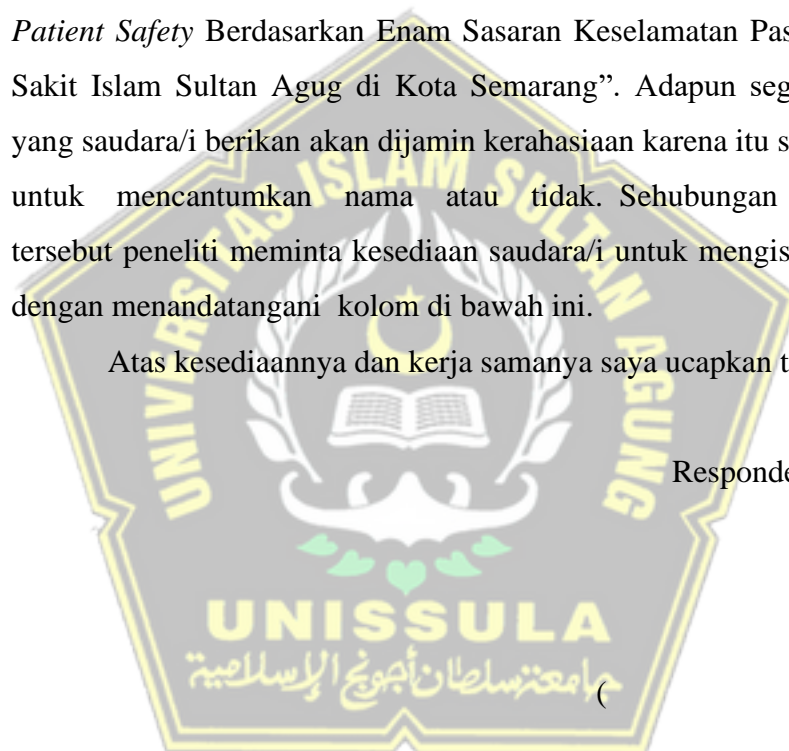 Patient Safety Berdasarkan Enam Sasaran Keselamatan Pas
Sakit Islam Sultan Agug di Kota Semarang”. Adapun seg
yang saudara/i berikan akan dijamin kerahasiaan karena itu s
untuk mencantumkan nama atau tidak. Sehubungan
tersebut peneliti meminta kesediaan saudara/i untuk mengis
dengan menandatangani kolom di bawah ini.
Atas kesediaannya dan kerja samanya saya ucapkan t
Responde
(
UNIVERSITAS ISLAM SULTAN AGUNG
UNISSULA
جامعتسلطان أجونج الإسلامية